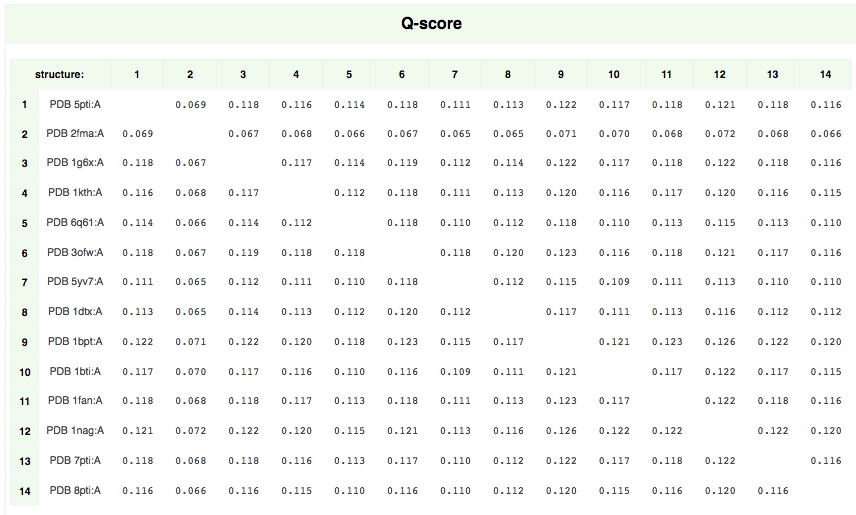 Q-score
structure: 1 2 3 4 5 6 7 8 9 10 11 12 13 14
1 PDB 5pti:A 0.069 0.118 0.116 0.114 0.118 0.111 0.113 0.122 0.117 0.118 0.121 0.118 0.116
2 PDB 2fma:A 0.069 0.067 0.068 0.066 0.067 0.065 0.065 0.071 0.070 0.068 0.072 0.068 0.066
3 PDB 1g6x:A 0.118 0.067 0.117 0.114 0.119 0.112 0.114 0.122 0.117 0.118 0.122 0.118 0.116
4 PDB 1kth:A 0.116 0.068 0.117 0.112 0.118 0.111 0.113 0.120 0.116 0.117 0.120 0.116 0.115
5 PDB 6q61:A 0.114 0.066 0.114 0.112 0.118 0.110 0.112 0.118 0.110 0.113 0.115 0.113 0.110
6 PDB 3ofw:A 0.118 0.067 0.119 0.118 0.118 0.118 0.120 0.123 0.116 0.118 0.121 0.117 0.116
7 PDB 5yv7:A 0.111 0.065 0.112 0.111 0.110 0.118 0.112 0.115 0.109 0.111 0.113 0.110 0.110
8 PDB 1dtx:A 0.113 0.065 0.114 0.113 0.112 0.120 0.112 0.117 0.111 0.113 0.116 0.112 0.112
9 PDB 1bpt:A 0.122 0.071 0.122 0.120 0.118 0.123 0.115 0.117 0.121 0.123 0.126 0.122 0.120
10 PDB 1bti:A 0.117 0.070 0.117 0.116 0.110 0.116 0.109 0.111 0.121 0.117 0.122 0.117 0.115
11 PDB 1fan:A 0.118 0.068 0.118 0.117 0.113 0.118 0.111 0.113 0.123 0.117 0.122 0.118 0.116
12 PDB 1nag:A 0.121 0.072 0.122 0.120 0.115 0.121 0.113 0.116 0.126 0.122 0.122 0.122 0.120
13 PDB 7pti:A 0.118 0.068 0.118 0.116 0.113 0.117 0.110 0.112 0.122 0.117 0.118 0.122 0.116
14 PDB 8pti:A 0.116 0.066 0.116 0.115 0.110 0.116 0.110 0.112 0.120 0.115 0.116 0.120 0.116